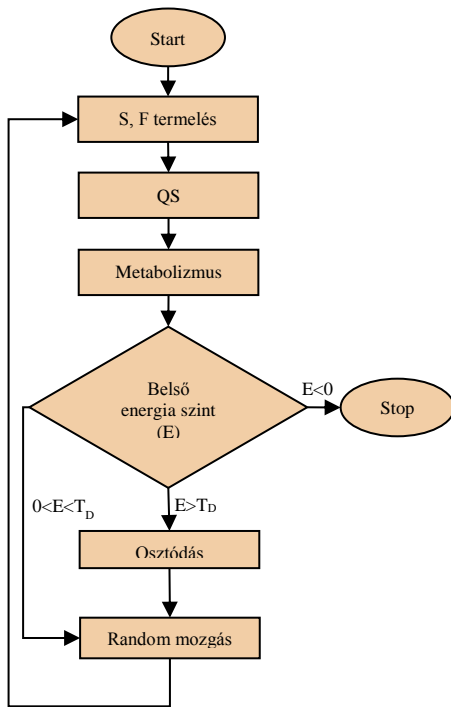 Start
S, F termelés
QS
Metabolizmus
Belső
energia szint
(E)
E<0
Stop
0<E<T_D
E>T_D
Osztódás
Random mozgás